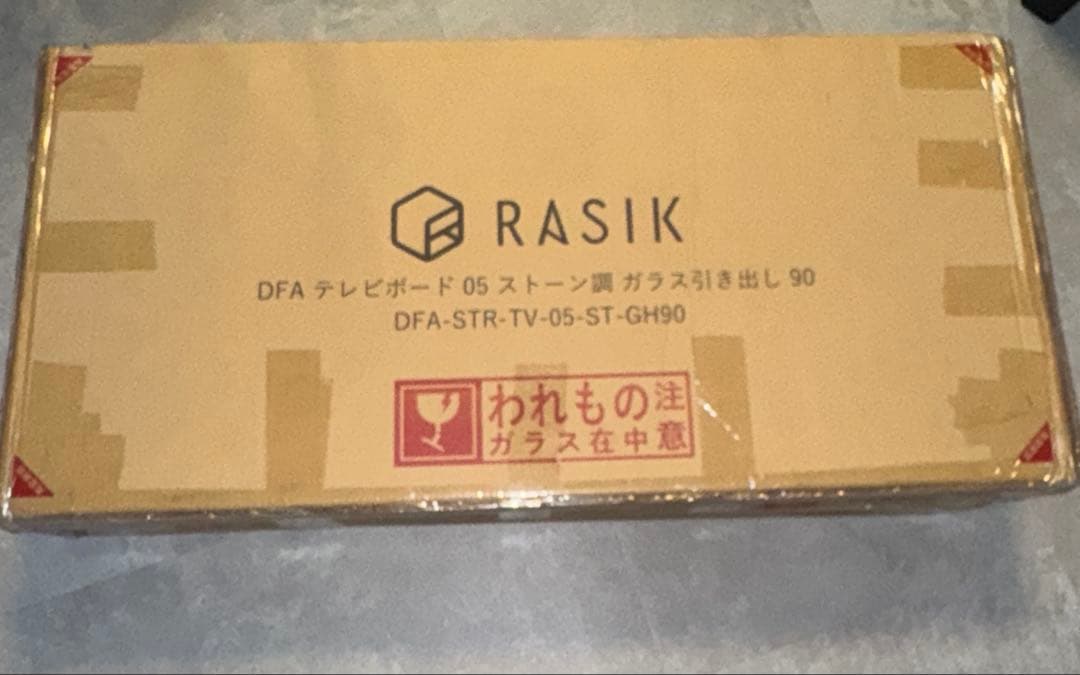 RASIK
DFA テレビボード 05 ストーン調 ガラス引き出し 90
DFA-STR-TV-05-ST-GH90
われもの注意
ガラス在中